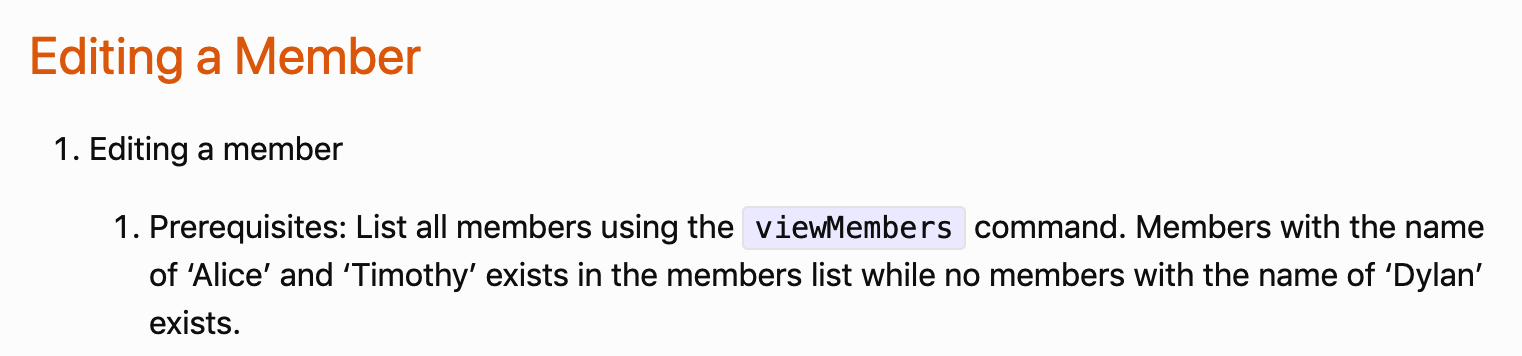 Editing a Member
1. Editing a member
1. Prerequisites: List all members using the viewMembers command. Members with the name
of ‘Alice’ and ‘Timothy’ exists in the members list while no members with the name of ‘Dylan’
exists.